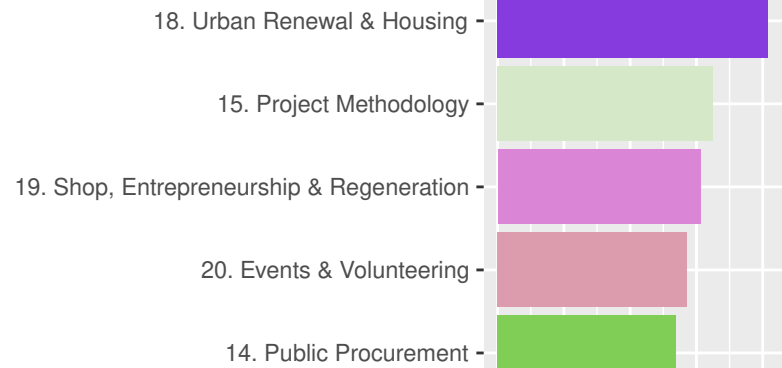 18. Urban Renewal & Housing
15. Project Methodology
19. Shop, Entrepreneurship & Regeneration
20. Events & Volunteering
14. Public Procurement